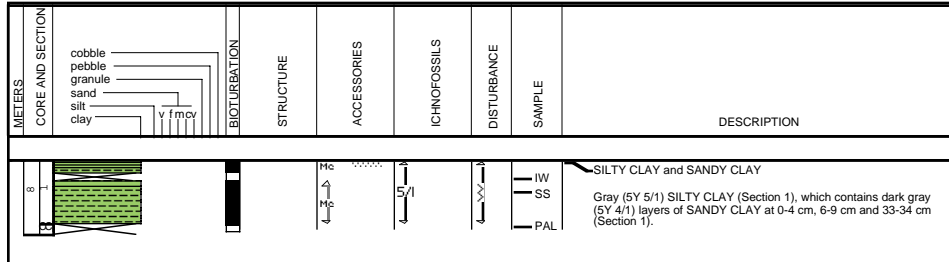 METERS
CORE AND SECTION
cobble
pebble
granule
sand
silt
clay
v f m c v
BIOTURBATION
STRUCTURE
ACCESSORIES
ICHNOFOSSILS
DISTURBANCE
SAMPLE
DESCRIPTION
8
1
Mc
Mc
5/I
IW
SS
PAL
SILTY CLAY and SANDY CLAY
Gray (5Y 5/1) SILTY CLAY (Section 1), which contains dark gray
(5Y 4/1) layers of SANDY CLAY at 0-4 cm, 6-9 cm and 33-34 cm
(Section 1).